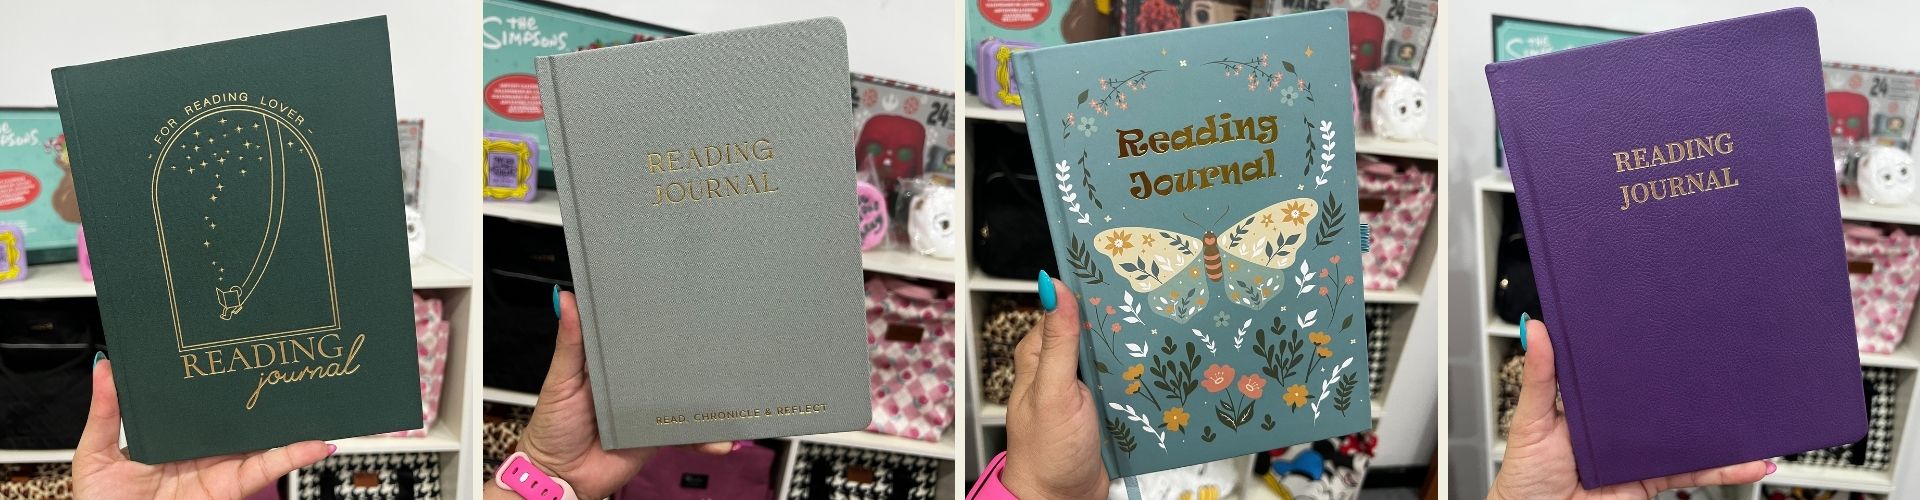 THE
SIMPSONS
- FOR READING LOVER -
READING
journal
THE
SIMPSONS
24
READING
JOURNAL
READ, CHRONICLE & REFLECT
24
Reading
Journal
24
READING
JOURNAL